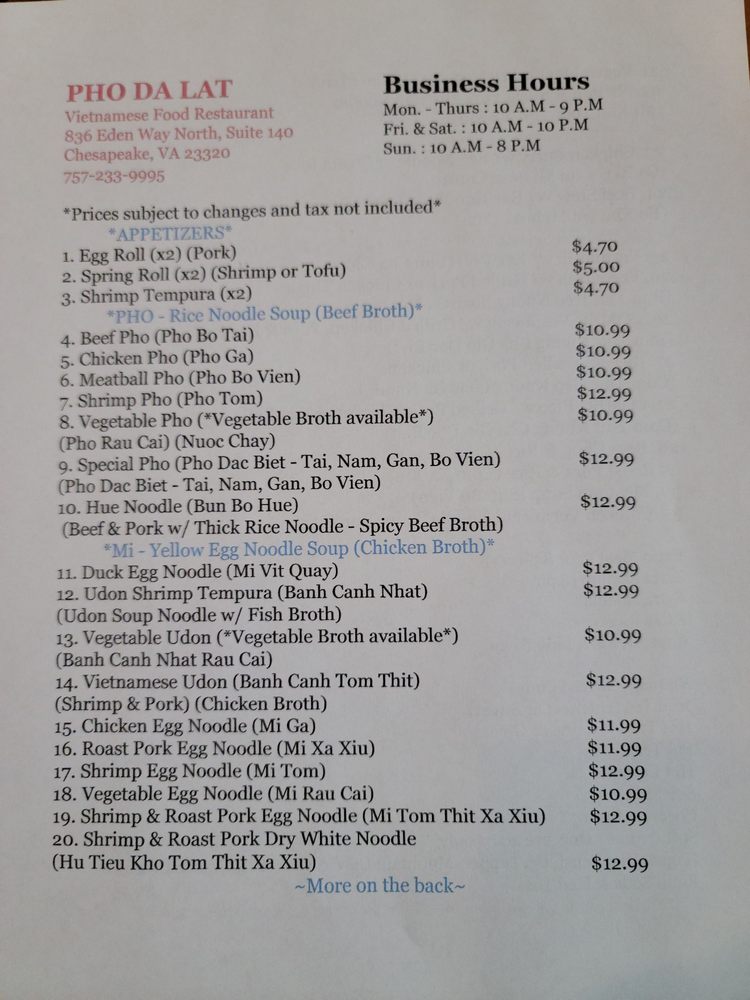 PHO DA LAT
Vietnamese Food Restaurant
836 Eden Way North, Suite 140
Chesapeake, VA 23320
757-233-9995
Business Hours
Mon. - Thurs : 10 A.M - 9 P.M
Fri. & Sat. : 10 A.M - 10 P.M
Sun. : 10 A.M - 8 P.M
*Prices subject to changes and tax not included*
*APPETIZERS*
1. Egg Roll (x2) (Pork) $4.70
2. Spring Roll (x2) (Shrimp or Tofu) $5.00
3. Shrimp Tempura (x2) $4.70
*PHO - Rice Noodle Soup (Beef Broth)*
4. Beef Pho (Pho Bo Tai) $10.99
5. Chicken Pho (Pho Ga) $10.99
6. Meatball Pho (Pho Bo Vien) $10.99
7. Shrimp Pho (Pho Tom) $12.99
8. Vegetable Pho (*Vegetable Broth available*) $10.99
(Pho Rau Cai) (Nuoc Chay)
9. Special Pho (Pho Dac Biet - Tai, Nam, Gan, Bo Vien) $12.99
(Pho Dac Biet - Tai, Nam, Gan, Bo Vien)
10. Hue Noodle (Bun Bo Hue) $12.99
(Beef & Pork w/ Thick Rice Noodle - Spicy Beef Broth)
*Mi - Yellow Egg Noodle Soup (Chicken Broth)*
11. Duck Egg Noodle (Mi Vit Quay) $12.99
12. Udon Shrimp Tempura (Banh Canh Nhat) $12.99
(Udon Soup Noodle w/ Fish Broth)
13. Vegetable Udon (*Vegetable Broth available*) $10.99
(Banh Canh Nhat Rau Cai)
14. Vietnamese Udon (Banh Canh Tom Thit) $12.99
(Shrimp & Pork) (Chicken Broth)
15. Chicken Egg Noodle (Mi Ga) $11.99
16. Roast Pork Egg Noodle (Mi Xa Xiu) $11.99
17. Shrimp Egg Noodle (Mi Tom) $12.99
18. Vegetable Egg Noodle (Mi Rau Cai) $10.99
19. Shrimp & Roast Pork Egg Noodle (Mi Tom Thit Xa Xiu) $12.99
20. Shrimp & Roast Pork Dry White Noodle
(Hu Tieu Kho Tom Thit Xa Xiu) $12.99
~More on the back~